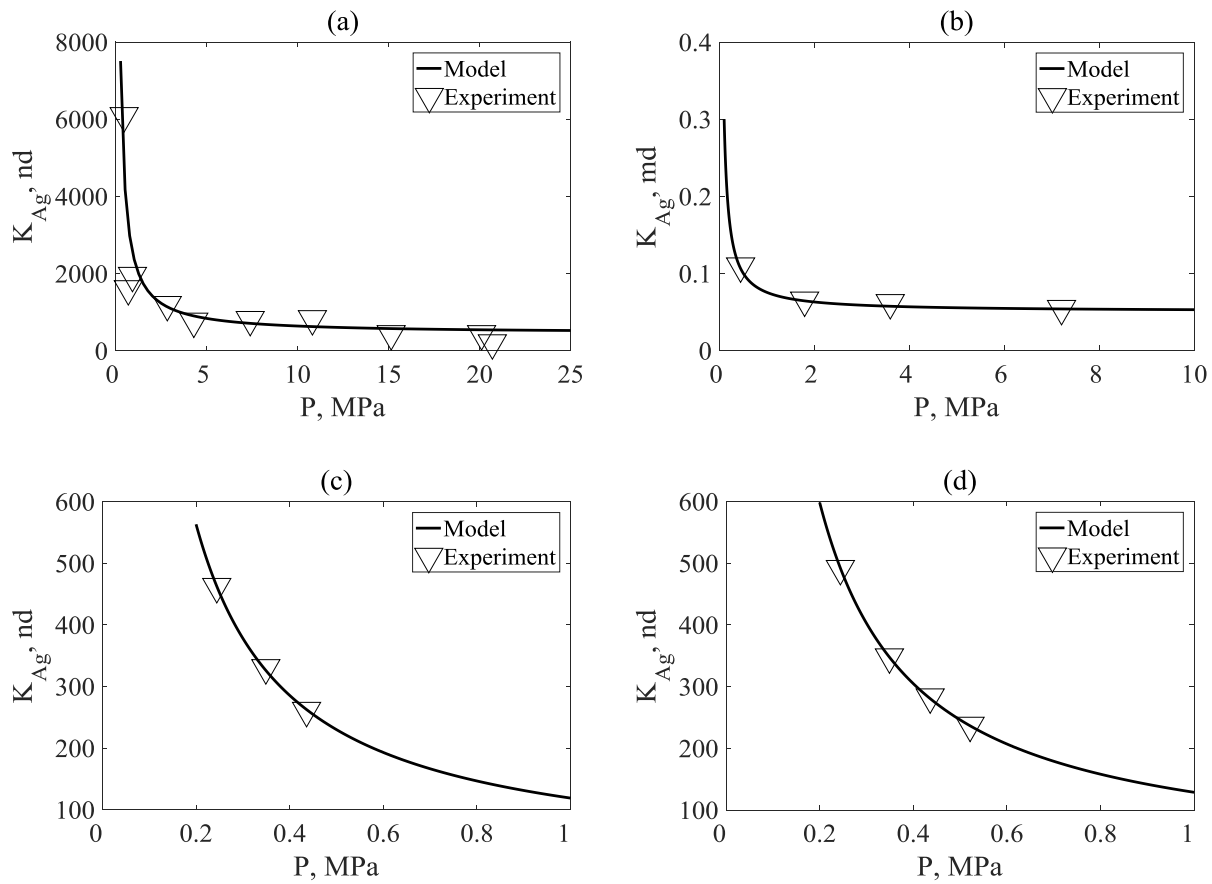 (a)
8000
6000
4000
2000
0
K_Ag, nd
Model
Experiment
0 5 10 15 20 25
P, MPa
(b)
0.4
0.3
0.2
0.1
0
K_Ag, md
Model
Experiment
0 2 4 6 8 10
P, MPa
(c)
600
500
400
300
200
100
K_Ag, nd
Model
Experiment
0 0.2 0.4 0.6 0.8 1
P, MPa
(d)
600
500
400
300
200
100
K_Ag, nd
Model
Experiment
0 0.2 0.4 0.6 0.8 1
P, MPa